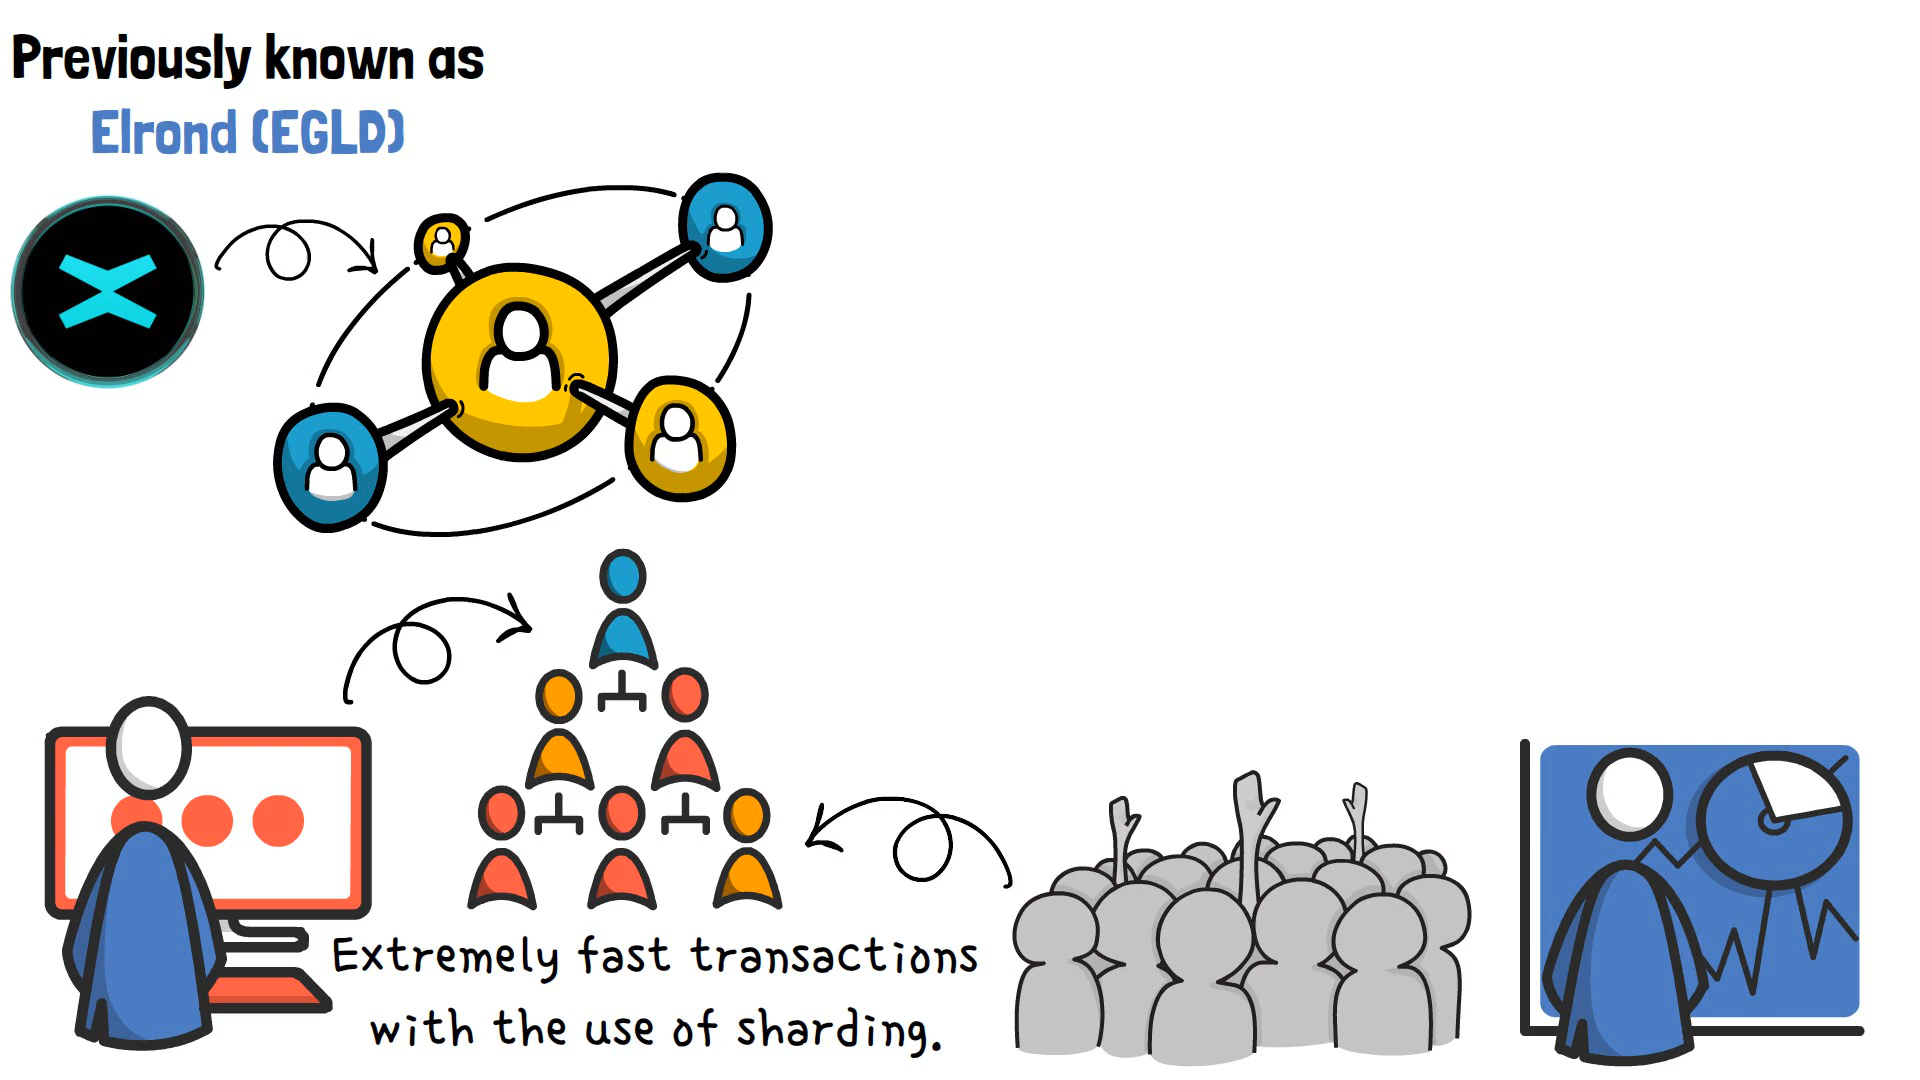 Previously known as
Elrond (EGLD)
Extremely fast transactions
with the use of sharding.